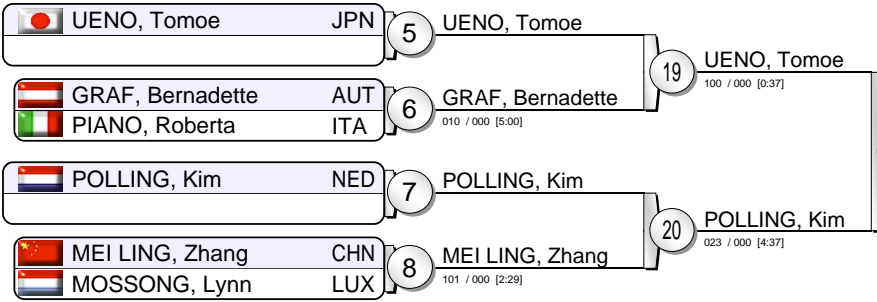 UENO, Tomoe JPN
5
UENO, Tomoe
19
UENO, Tomoe
100 / 000 [0:37]
GRAF, Bernadette AUT
PIANO, Roberta ITA
6
GRAF, Bernadette
010 / 000 [5:00]
POLLING, Kim NED
7
POLLING, Kim
20
POLLING, Kim
023 / 000 [4:37]
MEI LING, Zhang CHN
MOSSONG, Lynn LUX
8
MEI LING, Zhang
101 / 000 [2:29]